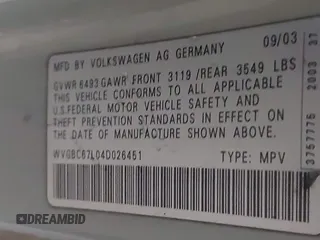 MFD BY VOLKSWAGEN AG GERMANY 09/03
GVWR 6493 GAWR FRONT 3119 /REAR 3549 LBS
THIS VEHICLE CONFORMS TO ALL APPLICABLE
U.S. FEDERAL MOTOR VEHICLE SAFETY AND
THEFT PREVENTION STANDARDS IN EFFECT ON THE
DATE OF MANUFACTURE SHOWN ABOVE.
WVGBC67L04D026451 TYPE: MPV
3757775 2003 37
DREAMBID